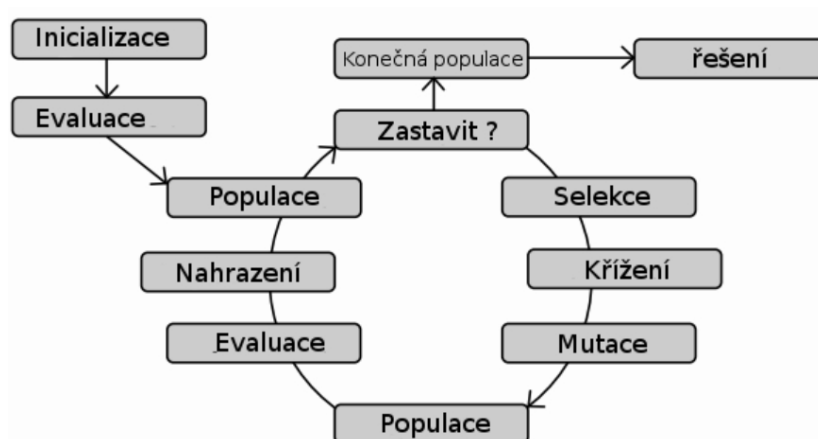 Inicializace
Konečná populace
řešení
Evaluace
Zastavit ?
Populace
Selekce
Nahrazení
Křížení
Evaluace
Mutace
Populace